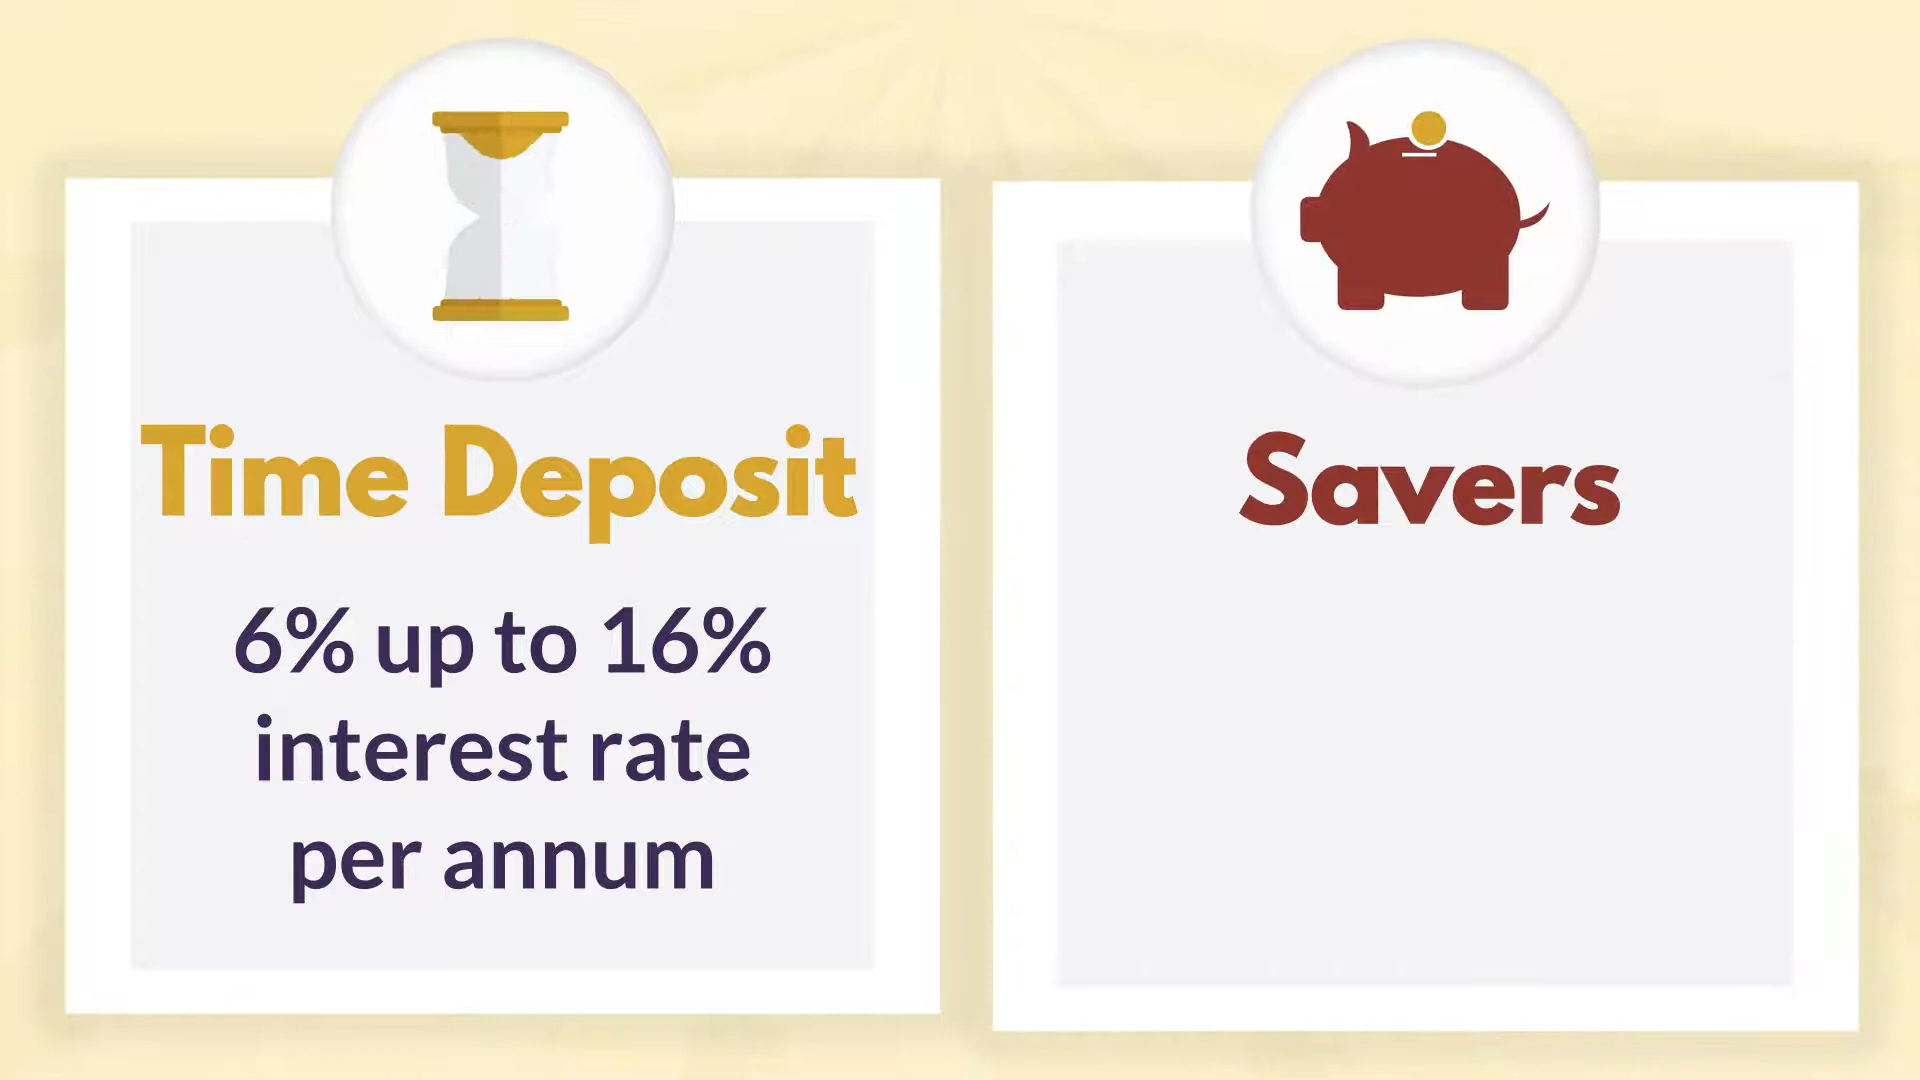 Time Deposit
6% up to 16%
interest rate
per annum
Savers